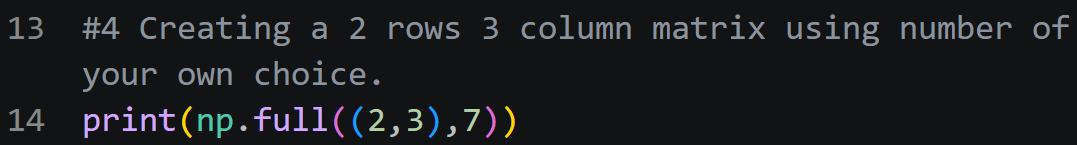 13 #4 Creating a 2 rows 3 column matrix using number of
your own choice.
14 print(np.full((2,3),7))